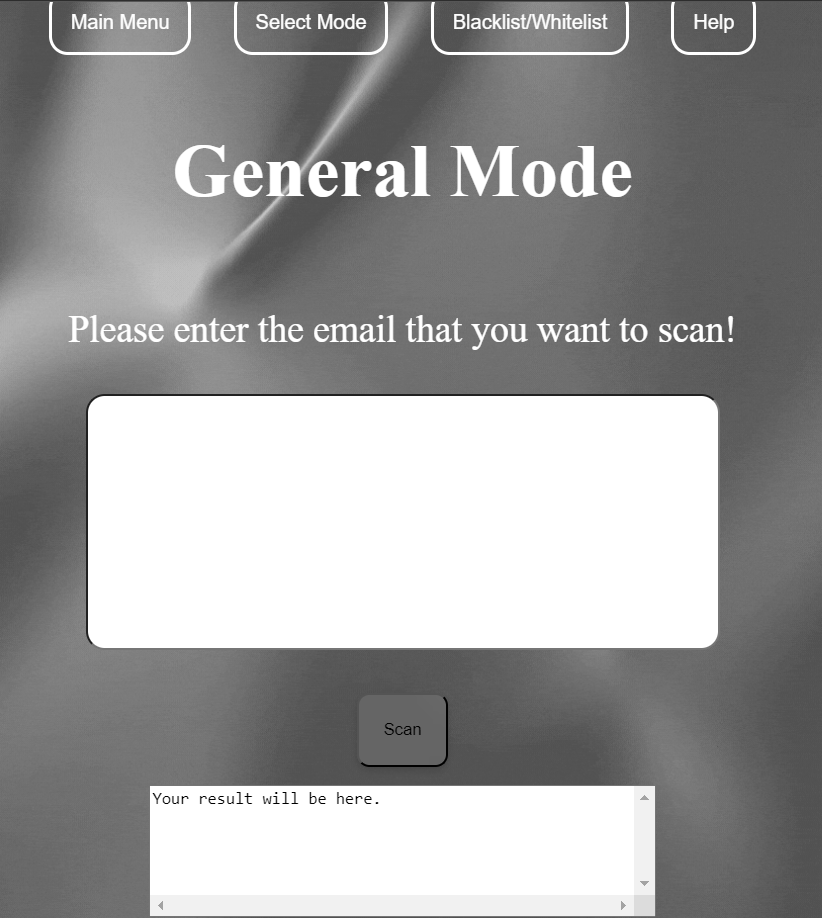 Main Menu Select Mode Blacklist/Whitelist Help
General Mode
Please enter the email that you want to scan!
Scan
Your result will be here.